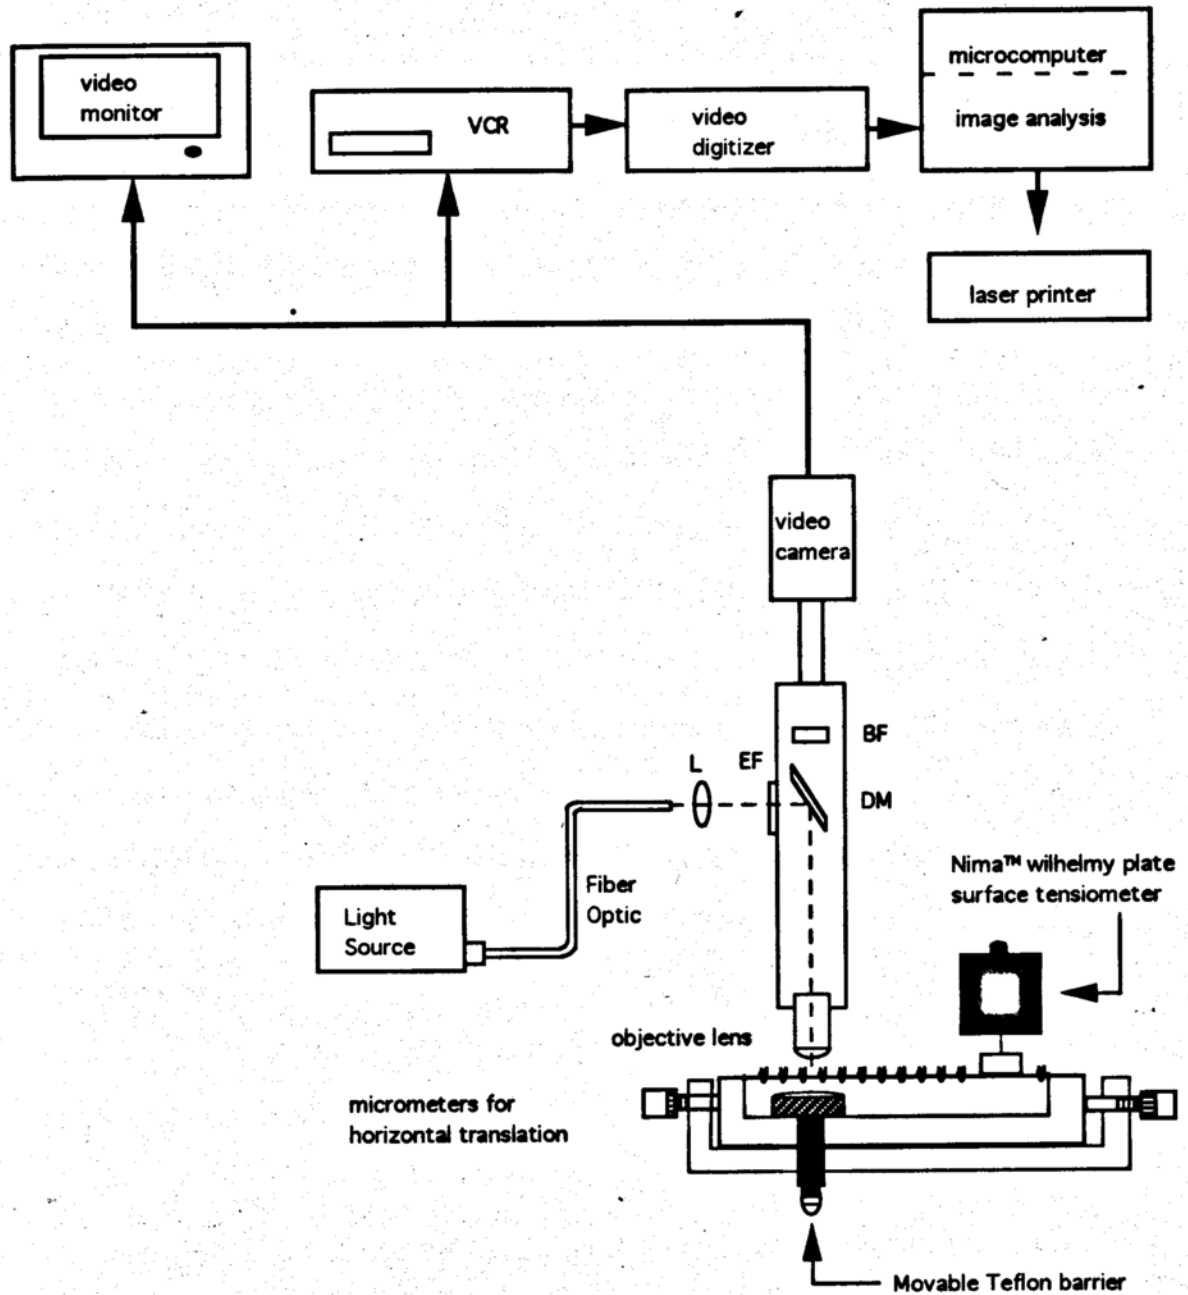 video
monitor
VCR
video
digitizer
microcomputer
image analysis
laser printer
video
camera
BF
L
EF
DM
Fiber
Optic
Light
Source
Nima™ wilhelmy plate
surface tensiometer
objective lens
micrometers for
horizontal translation
Movable Teflon barrier